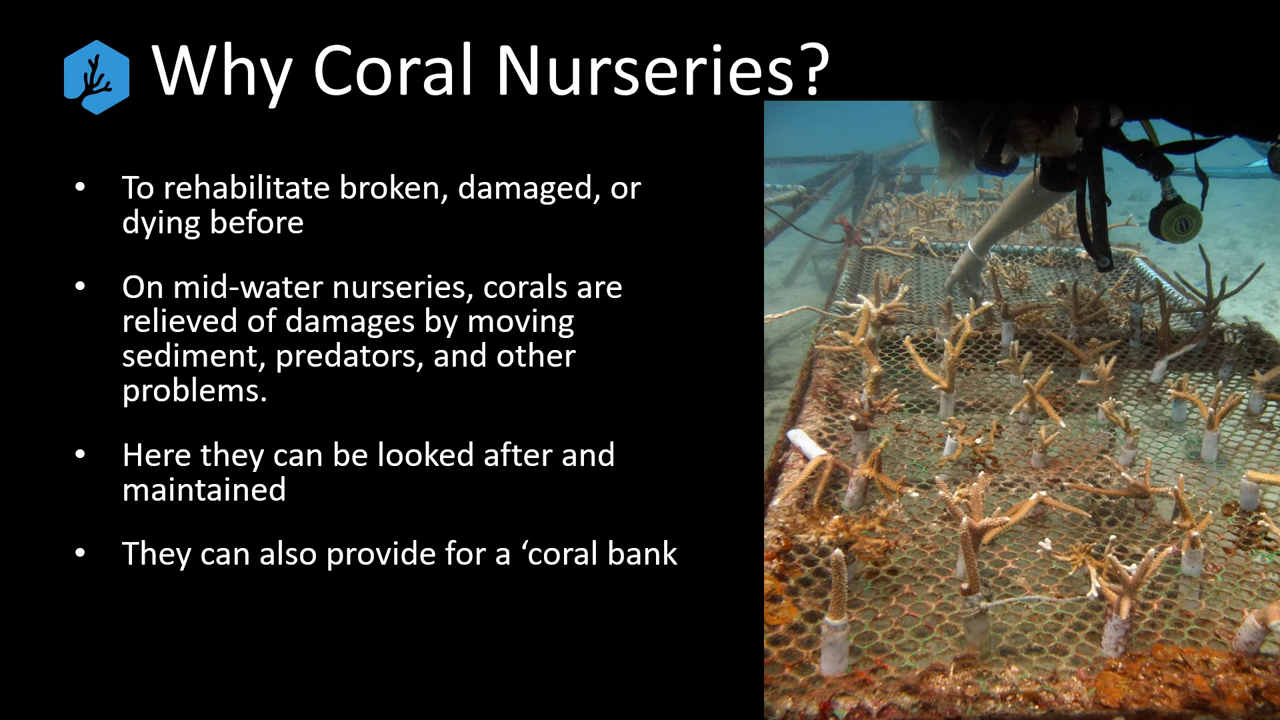 Why Coral Nurseries?
• To rehabilitate broken, damaged, or
dying before
• On mid-water nurseries, corals are
relieved of damages by moving
sediment, predators, and other
problems.
• Here they can be looked after and
maintained
• They can also provide for a ‘coral bank